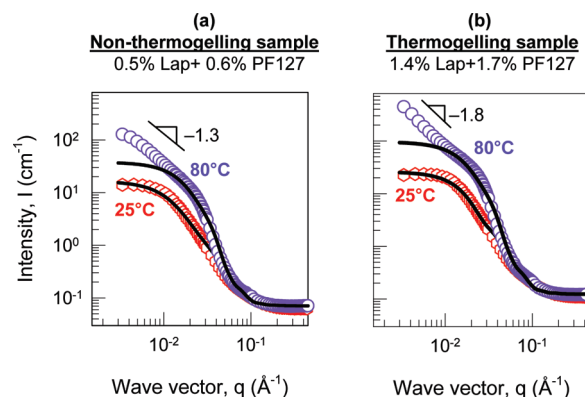 (a)
Non-thermogelling sample
0.5% Lap+ 0.6% PF127
(b)
Thermogelling sample
1.4% Lap+1.7% PF127
Intensity, I (cm⁻¹)
10²
10¹
10⁰
10⁻¹
−1.3
80°C
25°C
−1.8
80°C
25°C
10⁻²
10⁻¹
10⁻²
10⁻¹
Wave vector, q (Å⁻¹)
Wave vector, q (Å⁻¹)